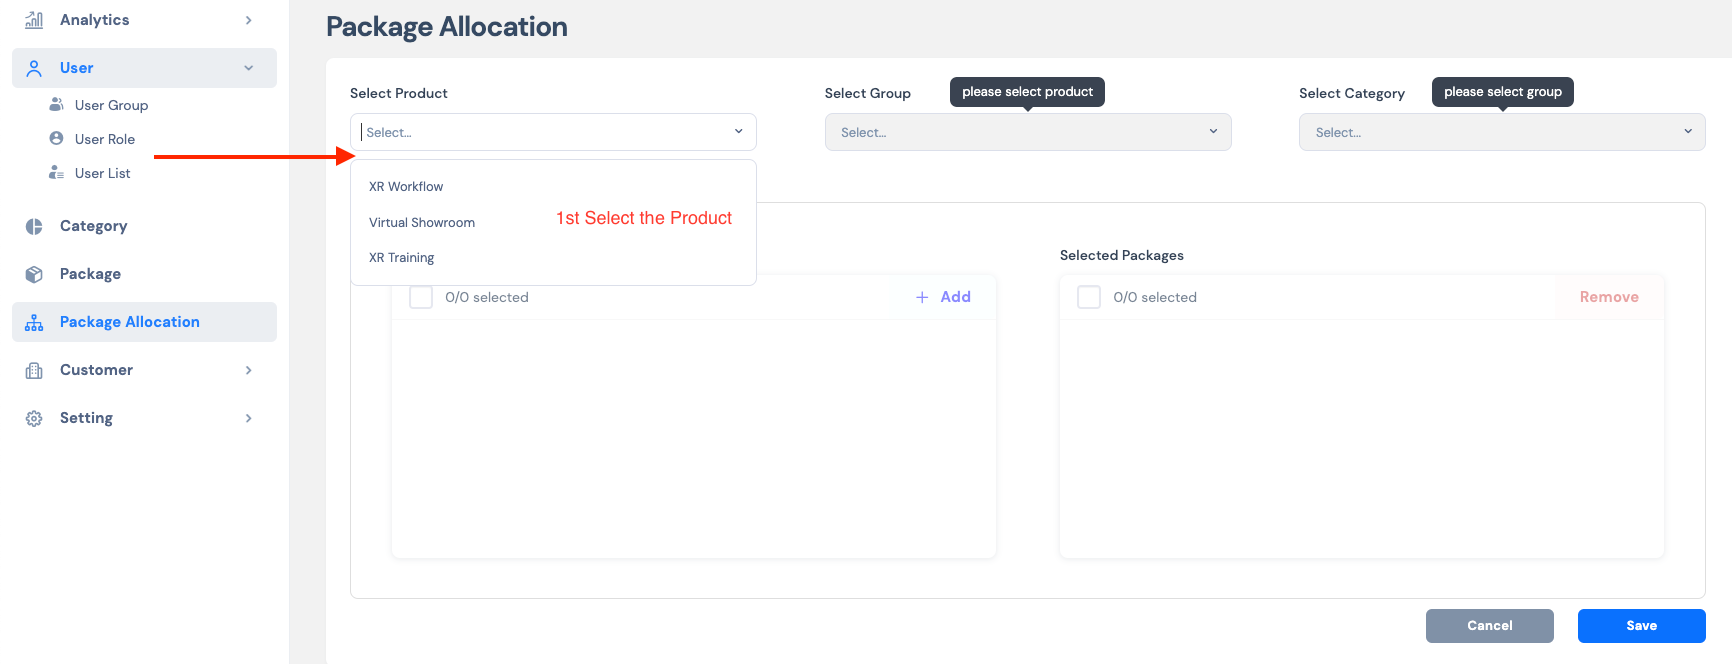 Analytics
User
User Group
User Role
User List
Category
Package
Package Allocation
Customer
Setting
Package Allocation
Select Product
Select...
XR Workflow
Virtual Showroom
XR Training
1st Select the Product
Select Group
please select product
Select...
Select Category
please select group
Select...
0/0 selected
+ Add
Selected Packages
0/0 selected
Remove
Cancel
Save